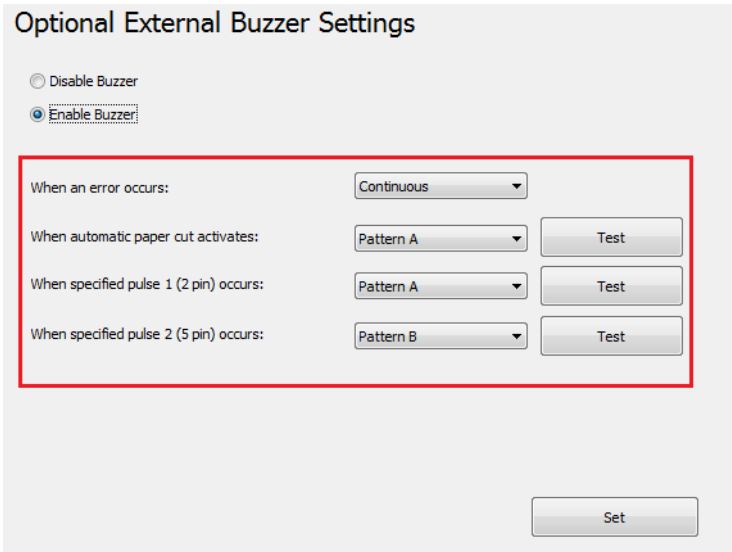 Optional External Buzzer Settings
Disable Buzzer
Enable Buzzer
When an error occurs: Continuous
When automatic paper cut activates: Pattern A Test
When specified pulse 1 (2 pin) occurs: Pattern A Test
When specified pulse 2 (5 pin) occurs: Pattern B Test
Set